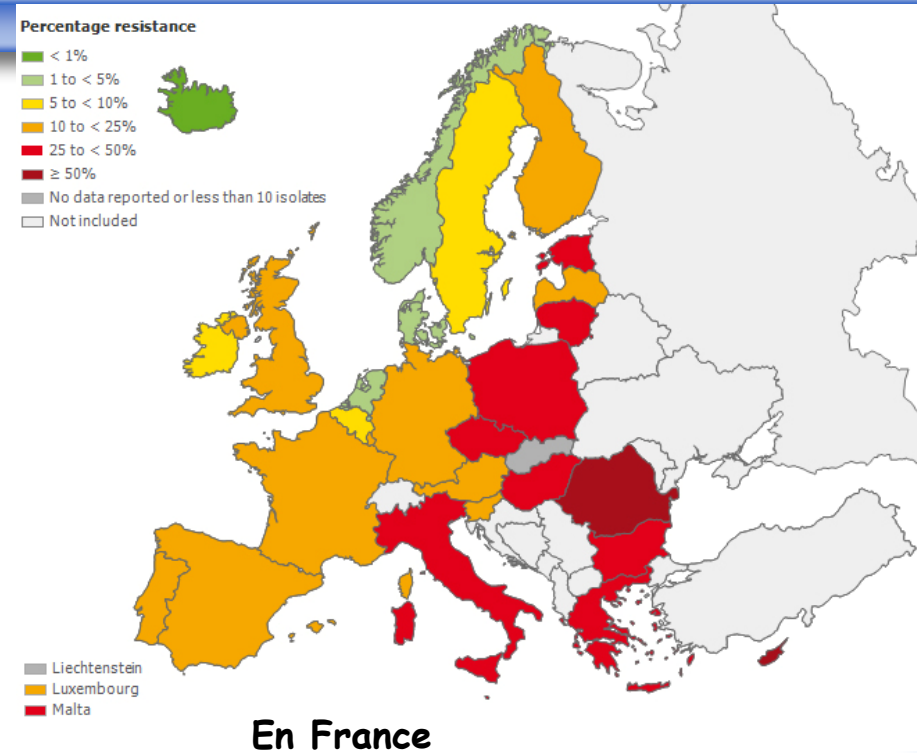 Percentage resistance
< 1%
1 to < 5%
5 to < 10%
10 to < 25%
25 to < 50%
≥ 50%
No data reported or less than 10 isolates
Not included
Liechtenstein
Luxembourg
Malta
En France